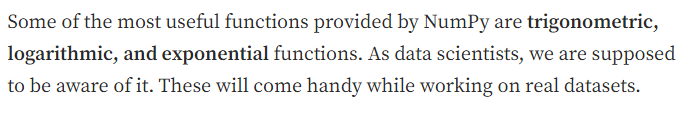 Some of the most useful functions provided by NumPy are trigonometric,
logarithmic, and exponential functions. As data scientists, we are supposed
to be aware of it. These will come handy while working on real datasets.